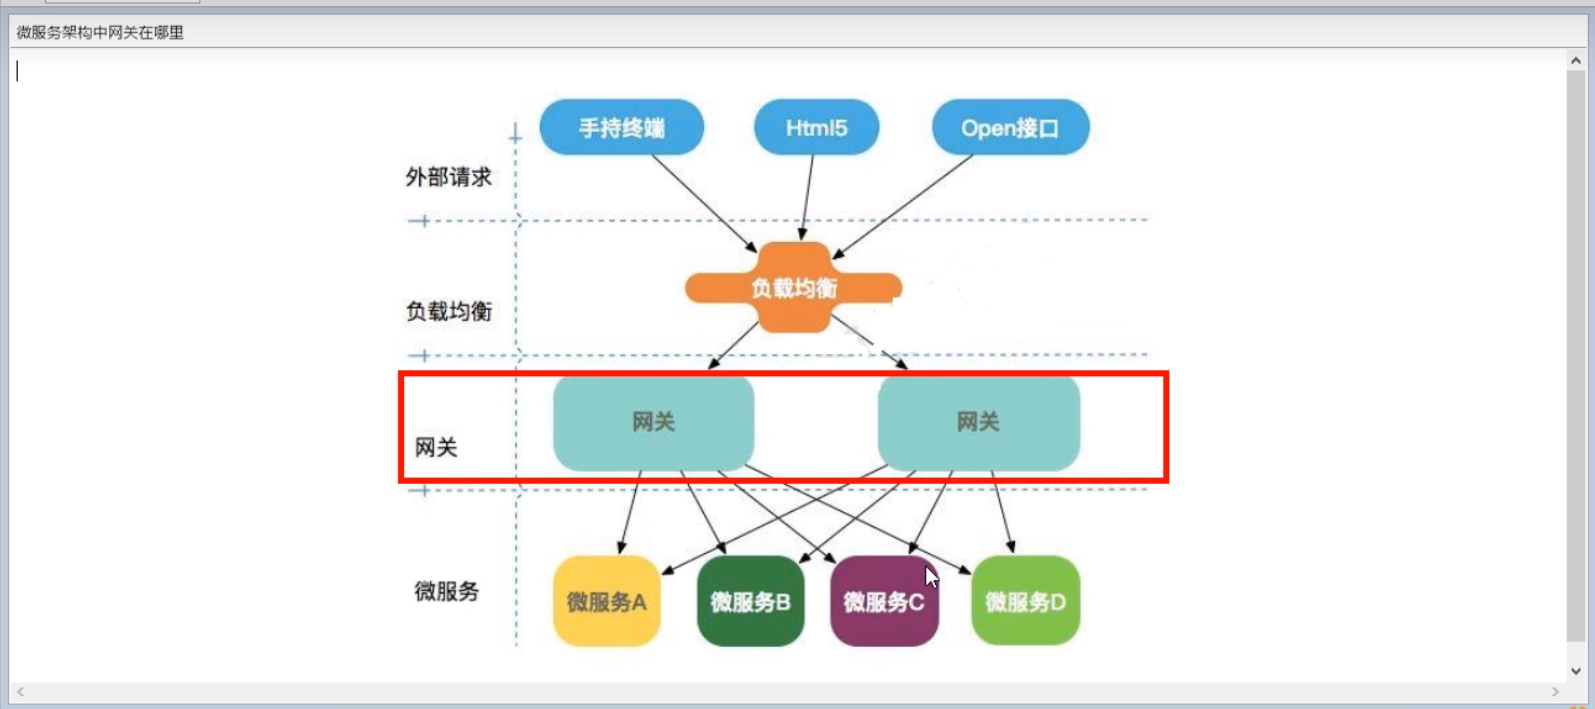 微服务架构中网关在哪里
手持终端 Html5 Open接口
外部请求
负载均衡
负载均衡
网关 网关
网关
微服务
微服务A 微服务B 微服务C 微服务D